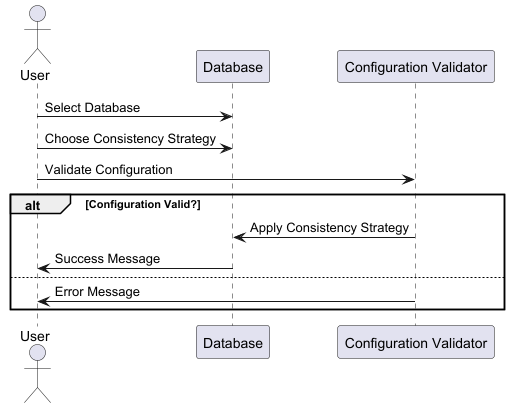 User
Database
Configuration Validator
Select Database
Choose Consistency Strategy
Validate Configuration
alt
[Configuration Valid?]
Apply Consistency Strategy
Success Message
Error Message
User
Database
Configuration Validator